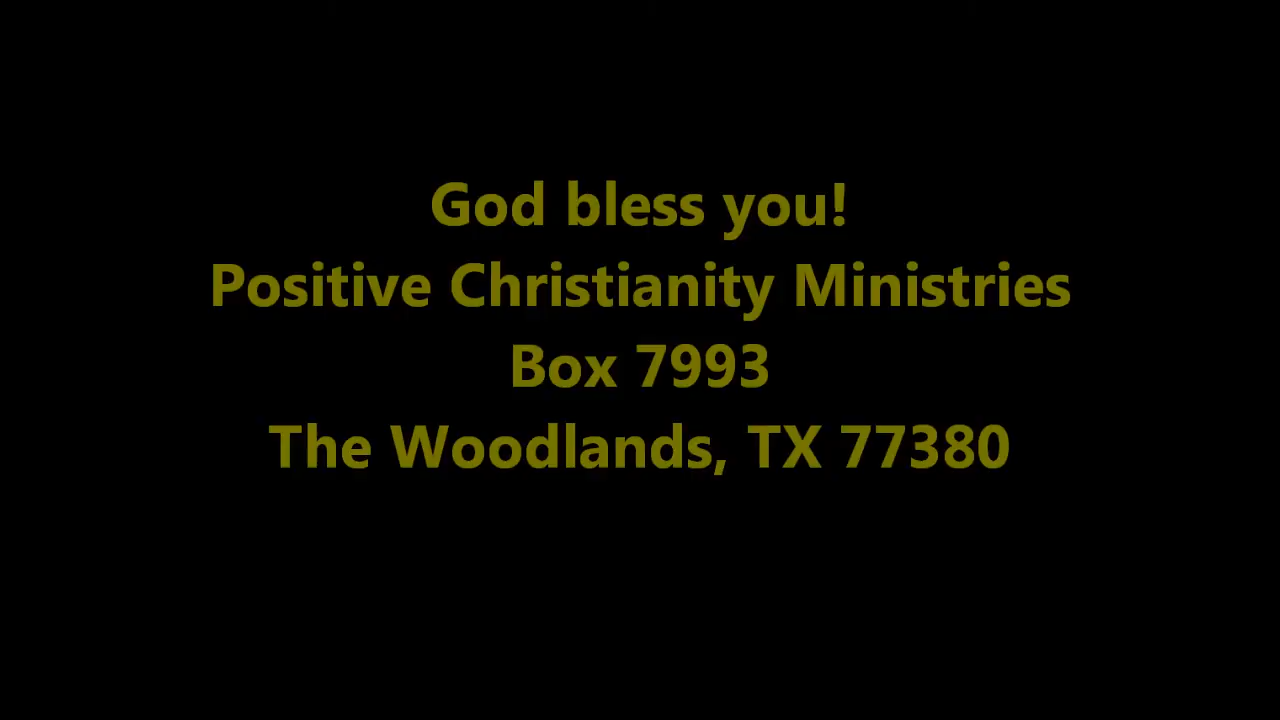 God bless you!
Positive Christianity Ministries
Box 7993
The Woodlands, TX 77380